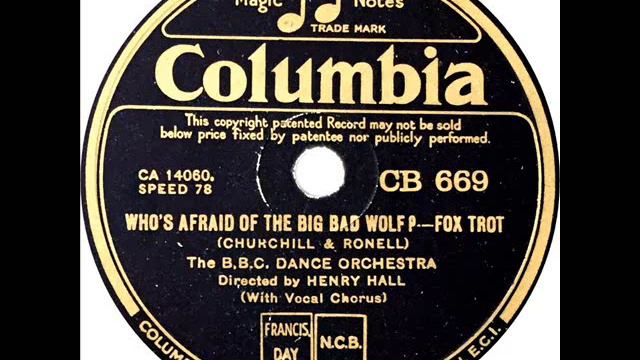 Magic Notes
TRADE MARK
Columbia
This copyright patented Record may not be sold
below price fixed by patentee nor publicly performed.
CA 14060.
SPEED 78
CB 669
WHO'S AFRAID OF THE BIG BAD WOLF?—FOX TROT
(CHURCHILL & RONELL)
The B.B.C. DANCE ORCHESTRA
Directed by HENRY HALL
(With Vocal Chorus)
FRANCIS. N.C.B.
DAY
COLUM
E.C.1.